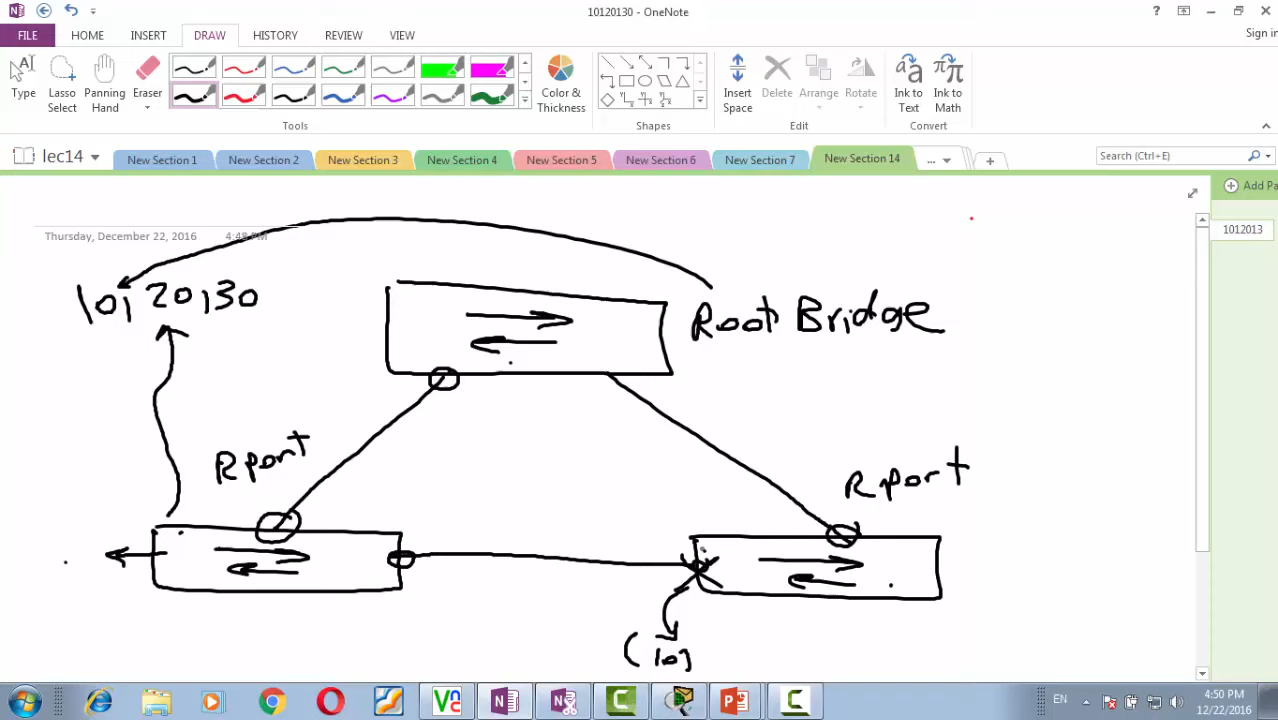 10120130 - OneNote
Sign in
FILE
HOME
INSERT
DRAW
HISTORY
REVIEW
VIEW
Type
Lasso Select
Panning Hand
Eraser
Color & Thickness
Insert Space
Delete
Arrange
Rotate
Ink to Text
Ink to Math
Tools
Shapes
Edit
Convert
lec14
New Section 1
New Section 2
New Section 3
New Section 4
New Section 5
New Section 6
New Section 7
New Section 14
...
Search (Ctrl+E)
Add Pa
1012013
Thursday, December 22, 2016
4:48 PM
10,20,30
Root Bridge
R port
R port
EN
4:50 PM
12/22/2016